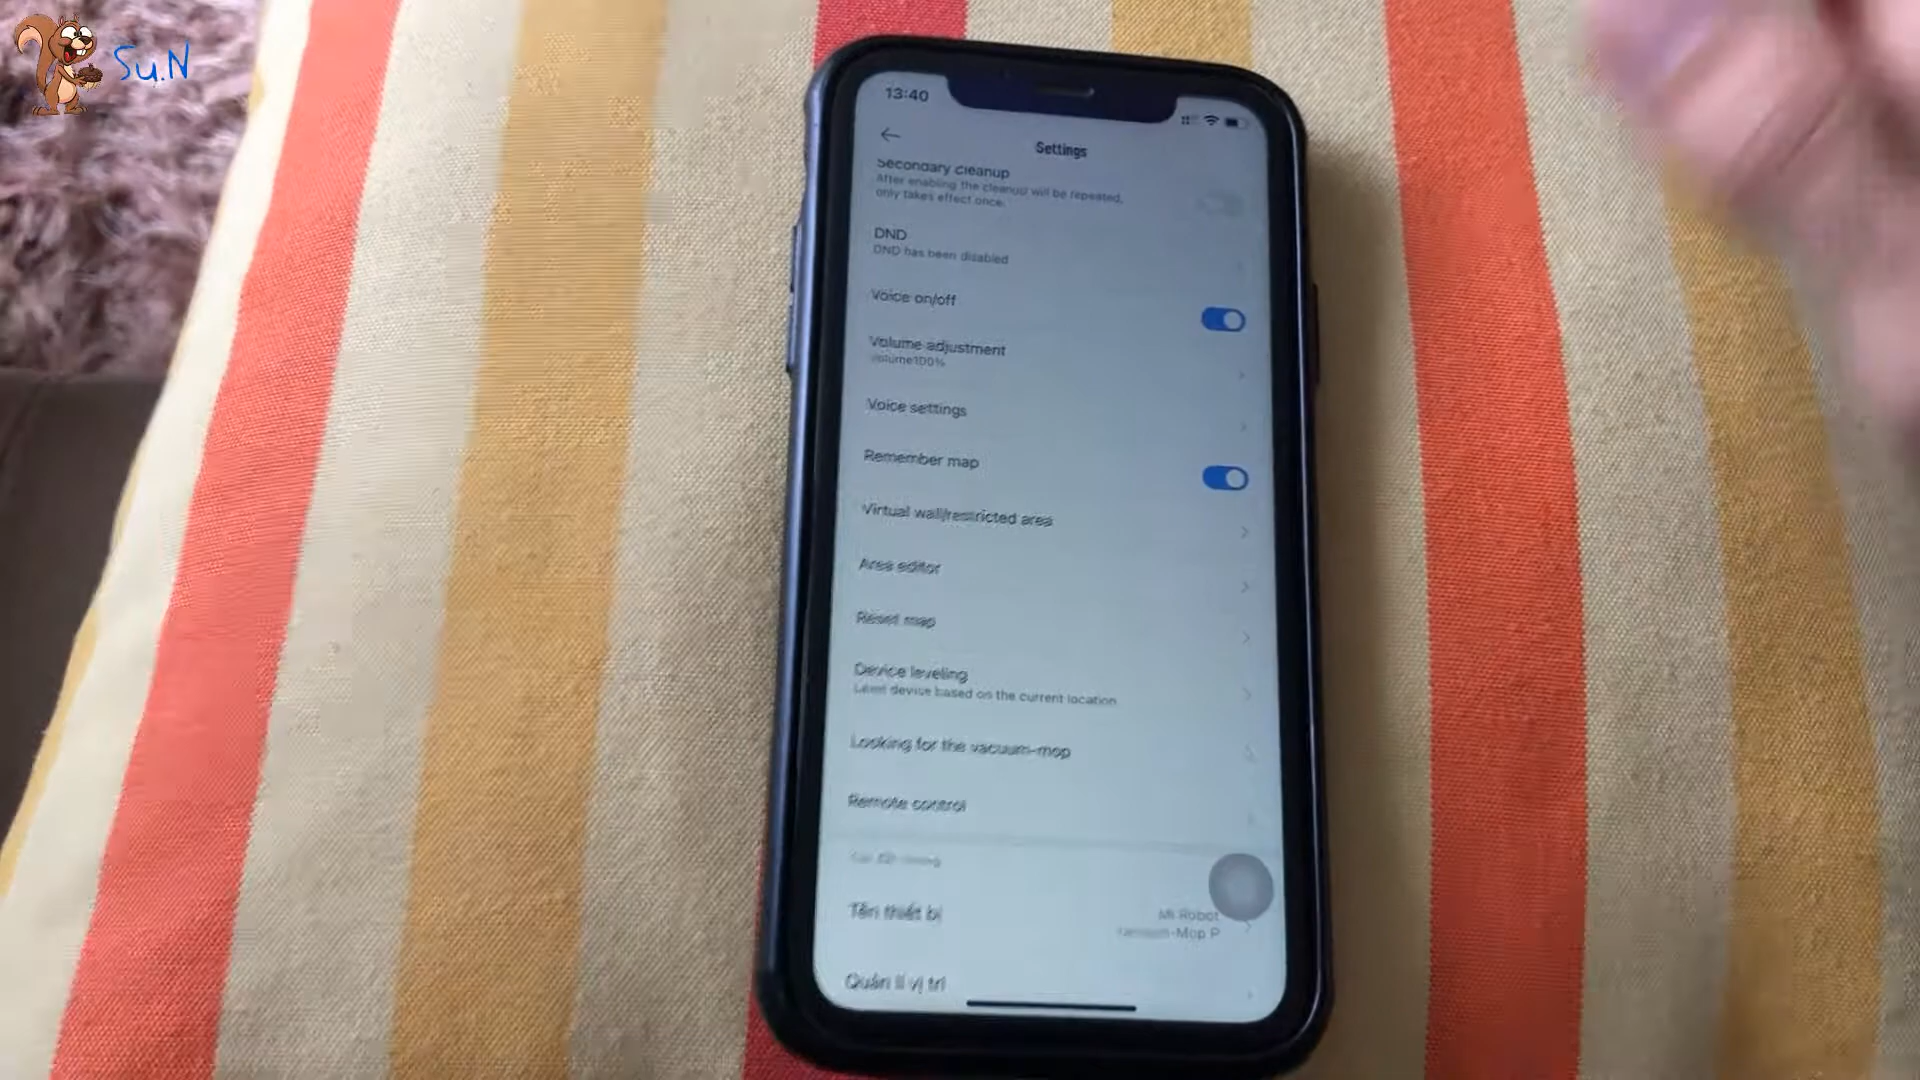 Su.N
13:40
Settings
Secondary cleanup
After enabling the cleanup will be repeated,
only takes effect once.
DND
DND has been disabled
Voice on/off
Volume adjustment
Volume100%
Voice settings
Remember map
Virtual wall/restricted area
Area editor
Reset map
Device leveling
Level device based on the current location
Looking for the vacuum-mop
Remote control
Tên thiết bị
Mi Robot
Vacuum-Mop P
Quản lí vị trí